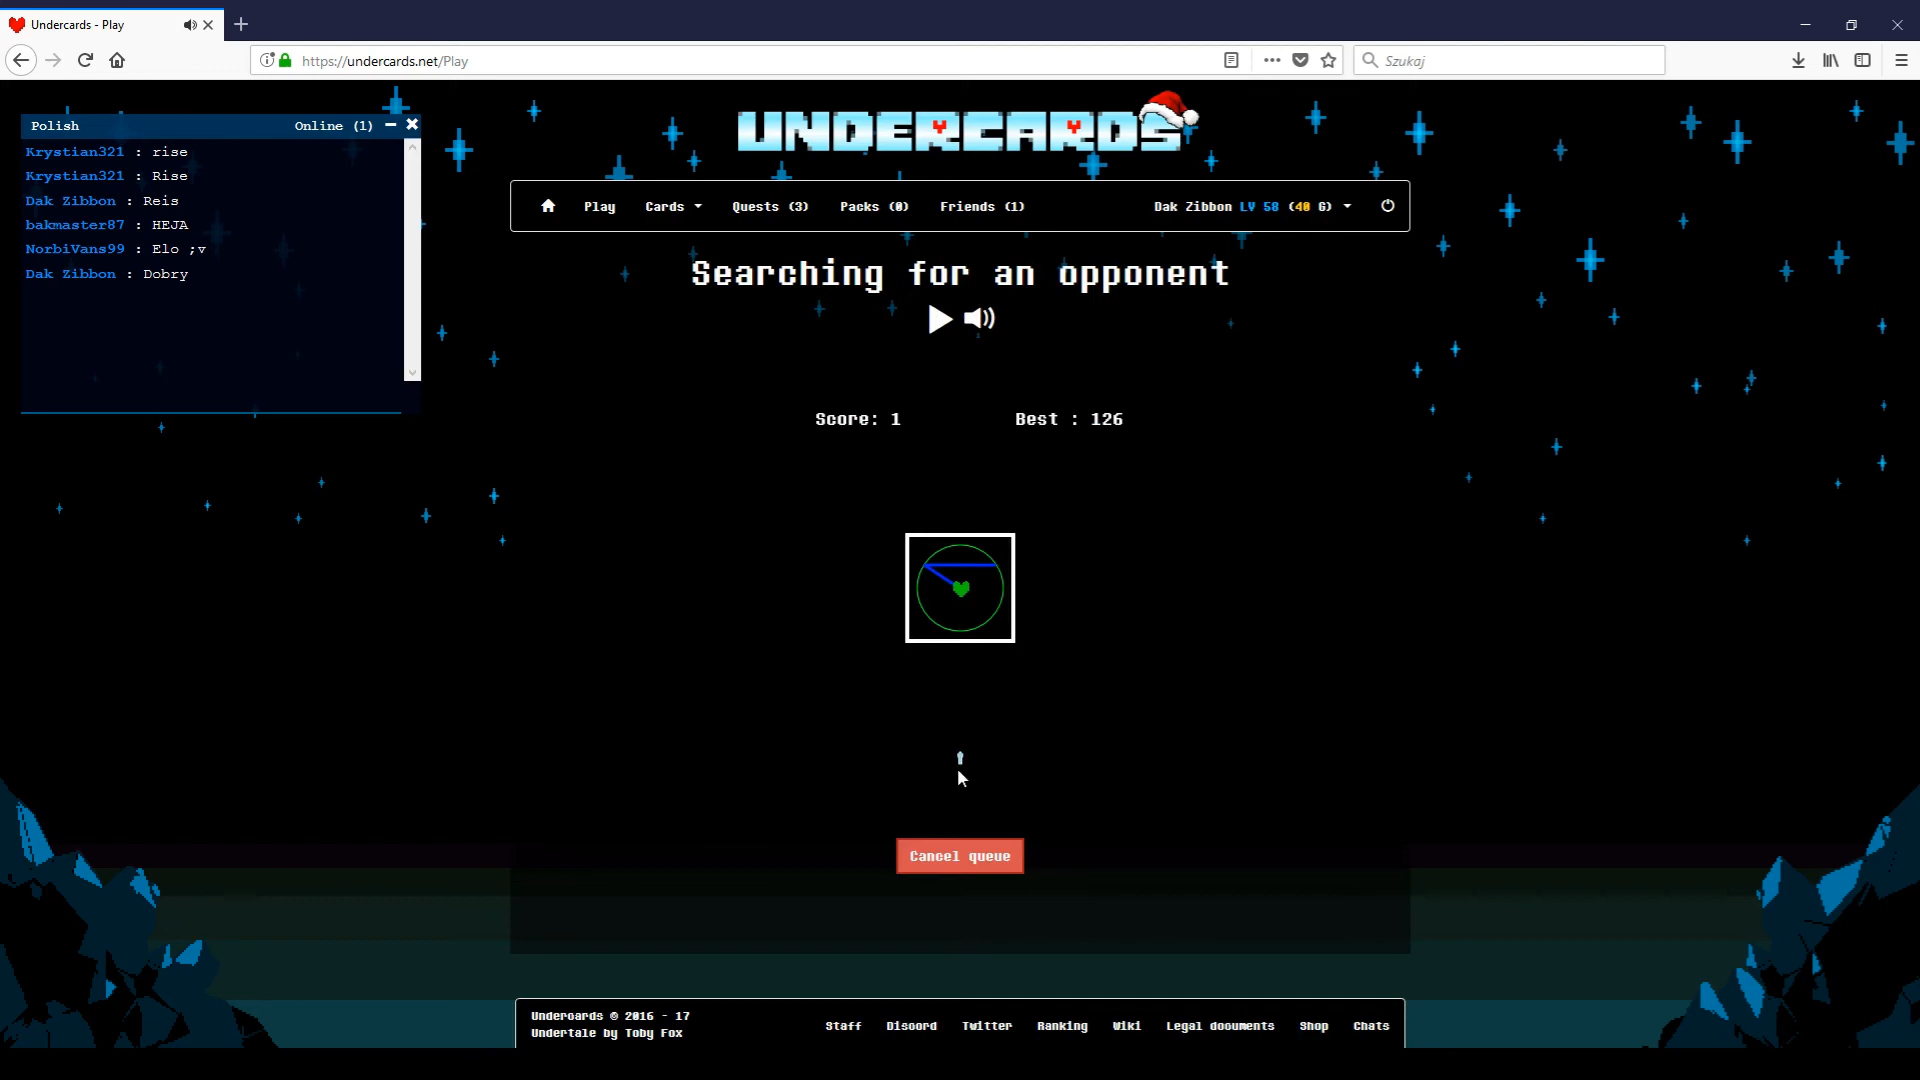 Undercards - Play
https://undercards.net/Play
Szukaj
UNDERCARDS
Polish Online (1)
Krystian321 : rise
Krystian321 : Rise
Dak Zibbon : Reis
bakmaster87 : HEJA
NorbiVans99 : Elo ;v
Dak Zibbon : Dobry
Play Cards Quests (3) Packs (0) Friends (1) Dak Zibbon LV 58 (40 G)
Searching for an opponent
Score: 1 Best : 126
Cancel queue
Undercards © 2016 - 17
Undertale by Toby Fox
Staff Discord Twitter Ranking Wiki Legal documents Shop Chats